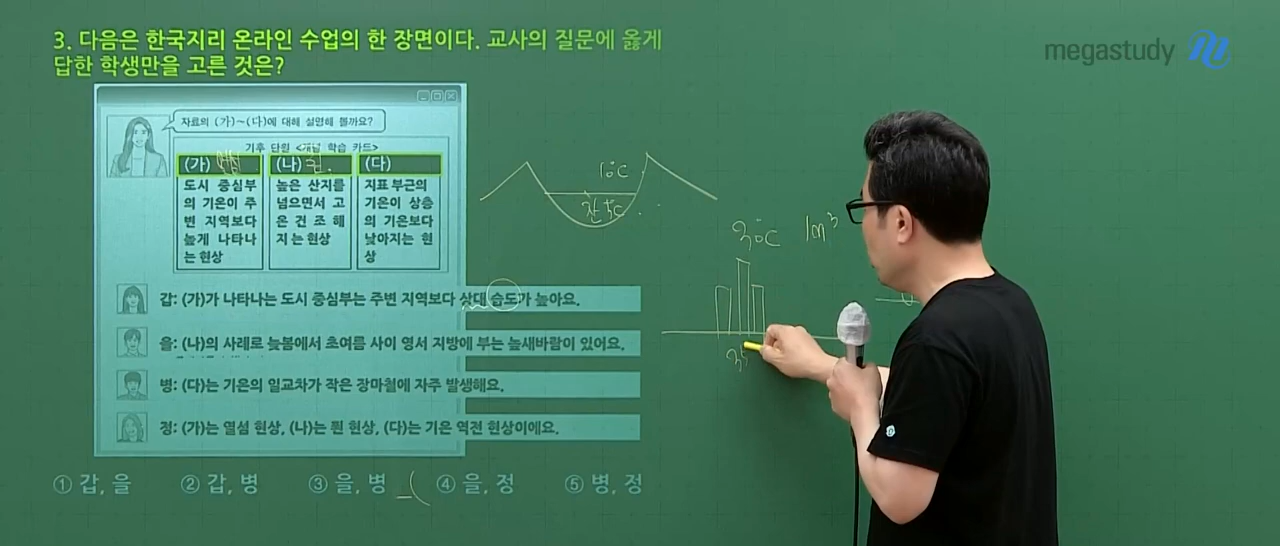 3. 다음은 한국지리 온라인 수업의 한 장면이다. 교사의 질문에 옳게
답한 학생만을 고른 것은?
megastudy
자료의 (가)~(다)에 대해 설명해 볼까요?
기후 단원 <개념 학습 카드>
(가) 열섬
도시 중심부
의 기온이 주
변 지역보다
높게 나타나
는 현상
(나) 푄
높은 산지를
넘으면서 고
온 건조 해
지는 현상
(다)
지표 부근의
기온이 상층
의 기온보다
낮아지는 현
상
갑: (가)가 나타나는 도시 중심부는 주변 지역보다 상대 습도가 높아요.
을: (나)의 사례로 늦봄에서 초여름 사이 영서 지방에 부는 높새바람이 있어요.
병: (다)는 기온의 일교차가 작은 장마철에 자주 발생해요.
정: (가)는 열섬 현상, (나)는 푄 현상, (다)는 기온 역전 현상이에요.
① 갑, 을 ② 갑, 병 ③ 을, 병 ④ 을, 정 ⑤ 병, 정
10℃
30℃ 1m³